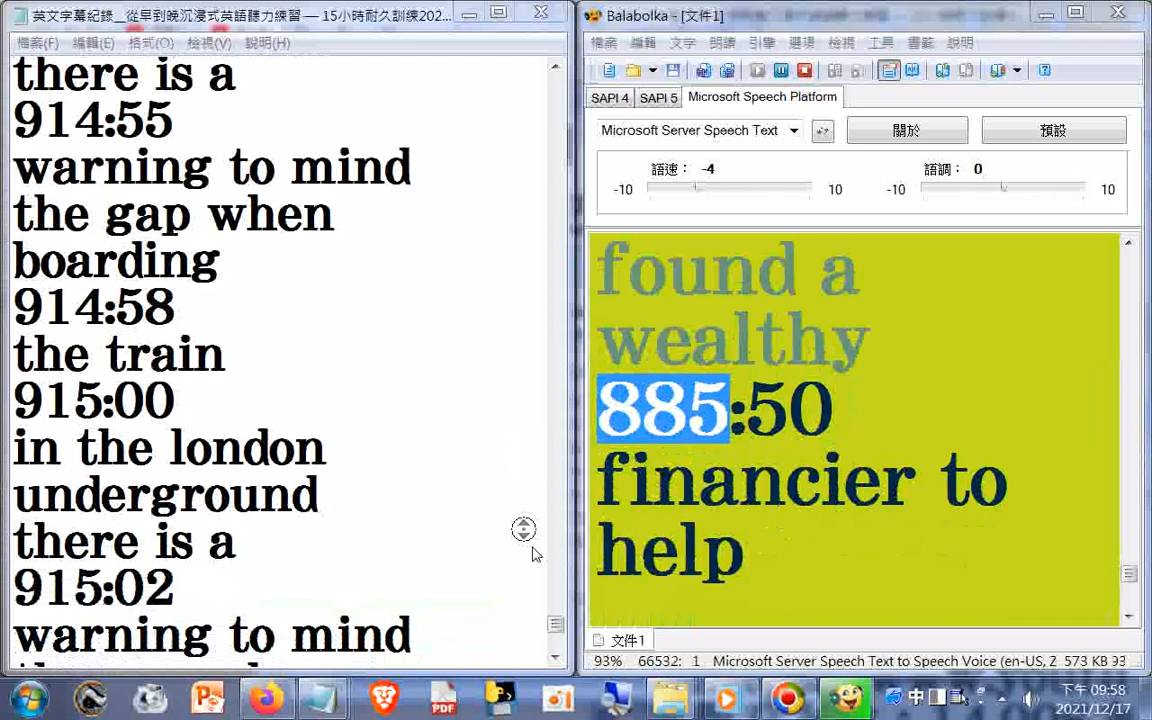 英文字幕紀錄__從早到晚沉浸式英語聽力練習 — 15小時耐久訓練202...
檔案(F) 編輯(E) 格式(O) 檢視(V) 說明(H)
there is a
914:55
warning to mind
the gap when
boarding
914:58
the train
915:00
in the london
underground
there is a
915:02
warning to mind
Balabolka - [文件1]
檔案 編輯 文字 朗讀 引擎 選項 檢視 工具 書籤 說明
SAPI 4 SAPI 5 Microsoft Speech Platform
Microsoft Server Speech Text 關於 預設
語速： -4 語調： 0
-10 10 -10 10
found a
wealthy
885:50
financier to
help
文件1
93% 66532: 1 Microsoft Server Speech Text to Speech Voice (en-US, Z 573 KB 93
PDF
中
下午 09:58
2021/12/17